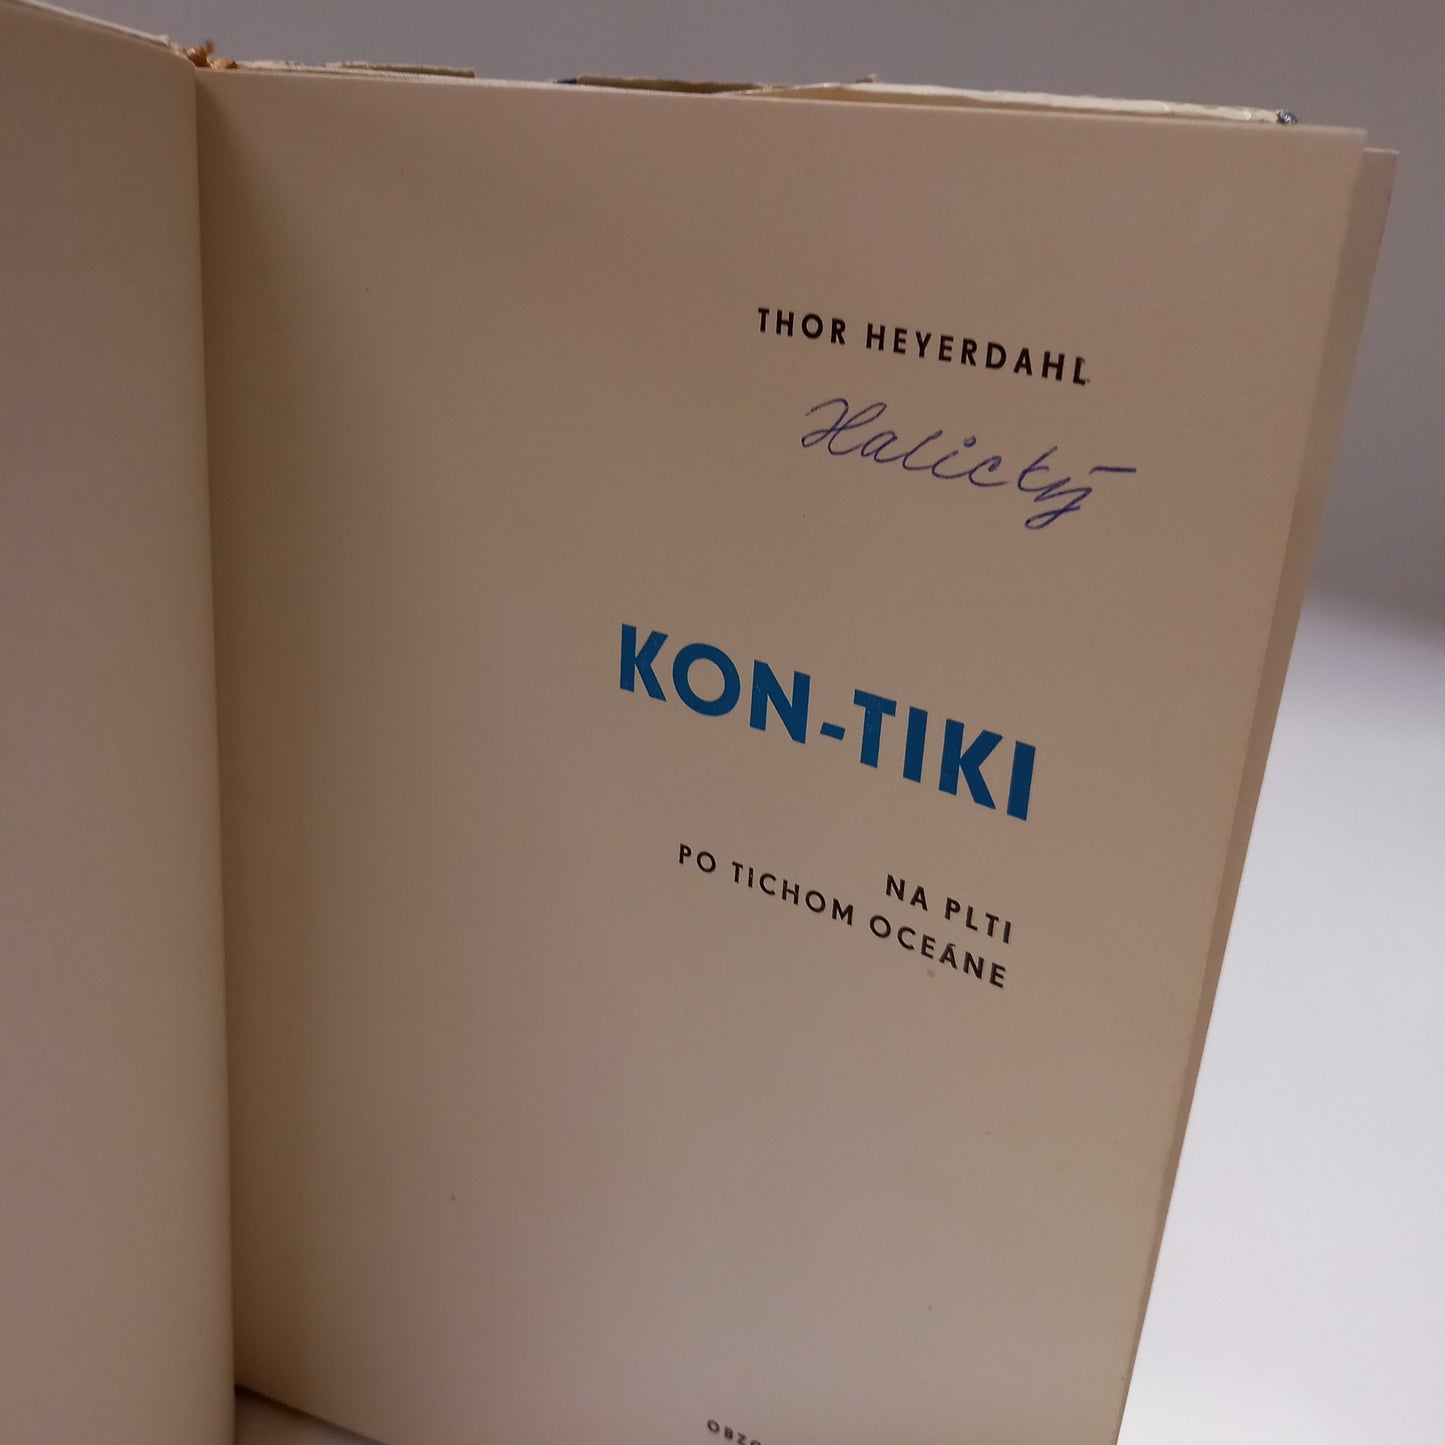 THOR HEYERDAHL
Halický
KON-TIKI
NA PLTI
PO TICHOM OCEÁNE